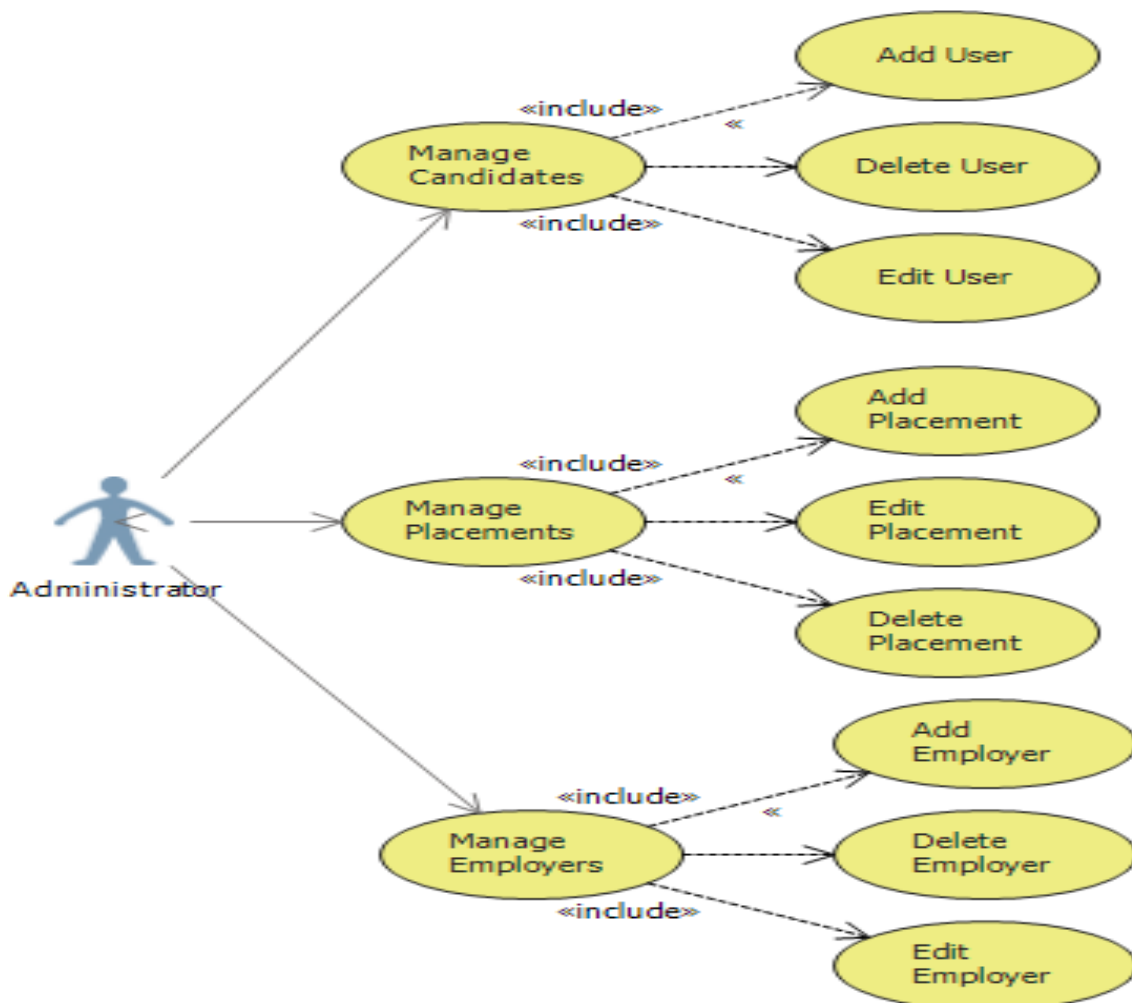 Add User
«include»
«
Manage
Candidates
Delete User
«include»
Edit User
Add
Placement
«include»
«
Manage
Placements
Edit
Placement
«include»
Delete
Placement
Administrator
Add
Employer
«include»
«
Manage
Employers
Delete
Employer
«include»
Edit
Employer